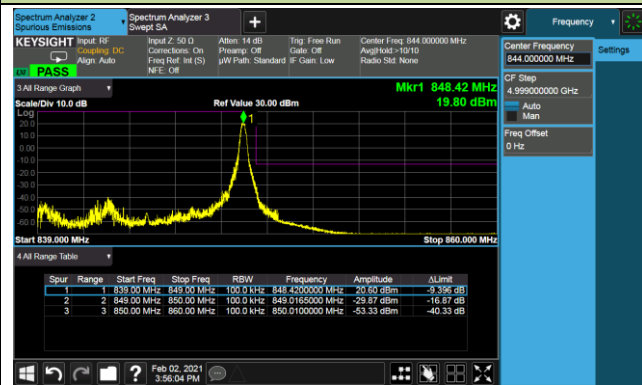 Spectrum Analyzer 2
Spurious Emissions
Spectrum Analyzer 3
Swept SA
Frequency
KEYSIGHT
Input: RF
Coupling: DC
Align: Auto
Input Z: 50 Ω
Corrections: On
Freq Ref: Int (S)
NFE: Off
Atten: 14 dB
Preamp: Off
µW Path: Standard
Trig: Free Run
Gate: Off
IF Gain: Low
Center Freq: 844.000000 MHz
Avg|Hold:>10/10
Radio Std: None
PASS
Center Frequency
844.000000 MHz
Settings
CF Step
4.999000000 GHz
Auto
Man
Freq Offset
0 Hz
3 All Range Graph
Mkr1 848.42 MHz
19.80 dBm
Scale/Div 10.0 dB
Ref Value 30.00 dBm
Log
20.0
10.0
0.00
-10.0
-20.0
-30.0
-40.0
-50.0
-60.0
1
Start 839.000 MHz
Stop 860.000 MHz
4 All Range Table
Spur Range Start Freq Stop Freq RBW Frequency Amplitude ΔLimit
1 1 839.00 MHz 849.00 MHz 100.0 kHz 848.4200000 MHz 20.60 dBm -9.396 dB
2 2 849.00 MHz 850.00 MHz 100.0 kHz 849.0165000 MHz -29.87 dBm -16.87 dB
3 3 850.00 MHz 860.00 MHz 100.0 kHz 850.0100000 MHz -53.33 dBm -40.33 dB
Feb 02, 2021
3:56:04 PM